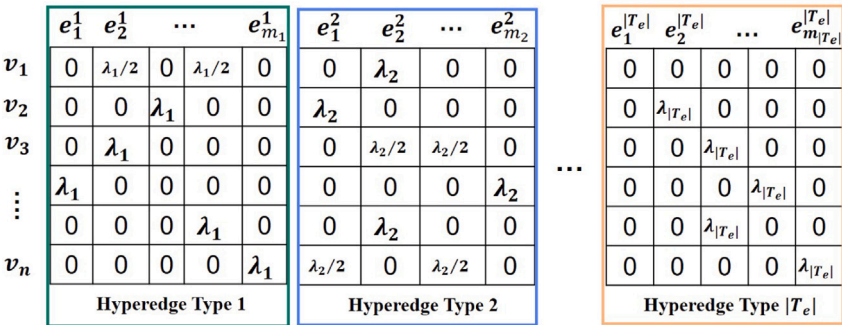 e_1^1 e_2^1 ... e_{m_1}^1 e_1^2 e_2^2 ... e_{m_2}^2 e_1^{|T_e|} e_2^{|T_e|} ... e_{m_{|T_e|}}^{|T_e|}
v_1 0 λ_1/2 0 λ_1/2 0 0 λ_2 0 0 0 0 0 0 0
v_2 0 0 λ_1 0 0 λ_2 0 0 0 0 λ_{|T_e|} 0 0 0
v_3 0 λ_1 0 0 0 0 λ_2/2 λ_2/2 0 0 0 λ_{|T_e|} 0 0
... λ_1 0 0 0 0 0 0 0 λ_2 ... 0 0 0 λ_{|T_e|} 0
0 0 0 λ_1 0 0 λ_2 0 0 0 0 λ_{|T_e|} 0 0
v_n 0 0 0 0 λ_1 λ_2/2 0 λ_2/2 0 0 0 0 0 λ_{|T_e|}
Hyperedge Type 1 Hyperedge Type 2 Hyperedge Type |T_e|